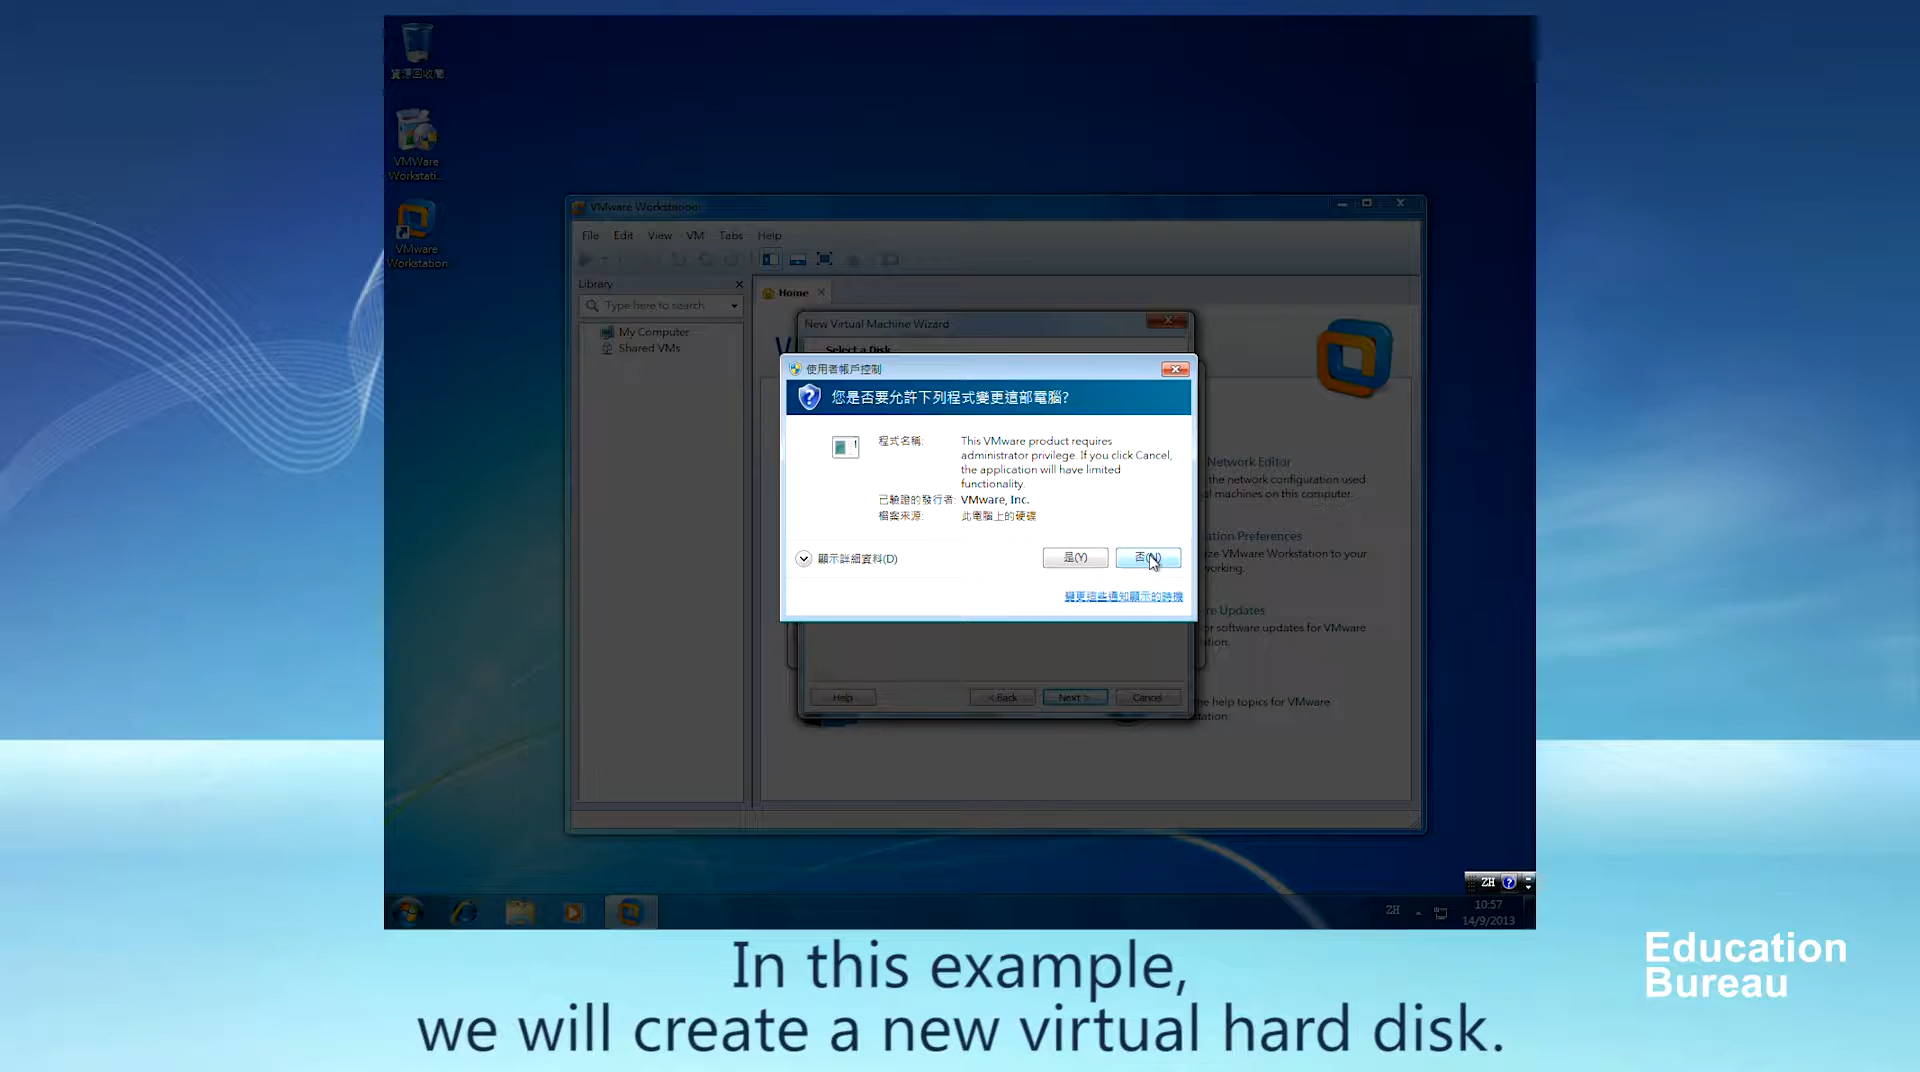 資源回收筒
VMWare
Workstati...
VMware
Workstation
VMware Workstation
File Edit View VM Tabs Help
Library
Type here to search
My Computer
Shared VMs
Home
New Virtual Machine Wizard
Select a Disk
使用者帳戶控制
您是否要允許下列程式變更這部電腦?
程式名稱: This VMware product requires
administrator privilege. If you click Cancel,
the application will have limited
functionality.
已驗證的發行者: VMware, Inc.
檔案來源: 此電腦上的硬碟
顯示詳細資料(D)
是(Y) 否(N)
變更這些通知顯示的時機
Network Editor
the network configuration used
machines on this computer.
Preferences
VMware Workstation to your
working.
Updates
software updates for VMware
help topics for VMware
Help < Back Next > Cancel
ZH
ZH
10:57
14/9/2013
In this example,
we will create a new virtual hard disk.
Education
Bureau